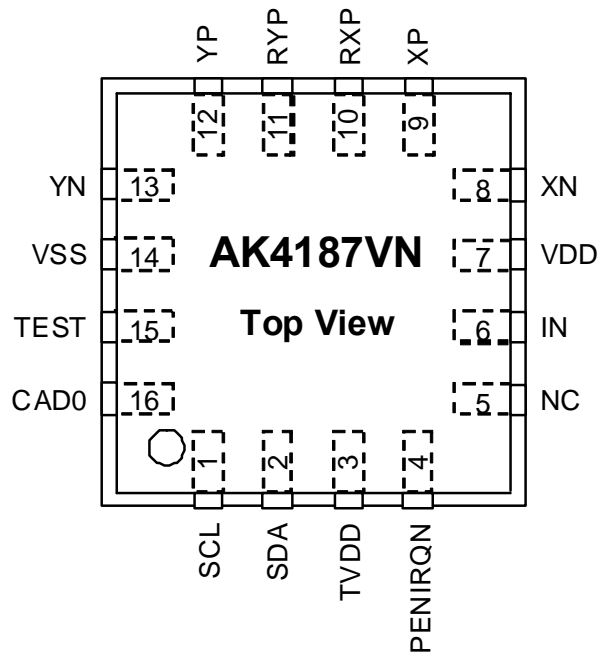 YP RYP RXP XP
12 11 10 9
YN 13 8 XN
VSS 14 AK4187VN 7 VDD
TEST 15 Top View 6 IN
CAD0 16 5 NC
1 2 3 4
SCL SDA TVDD PENIRQN